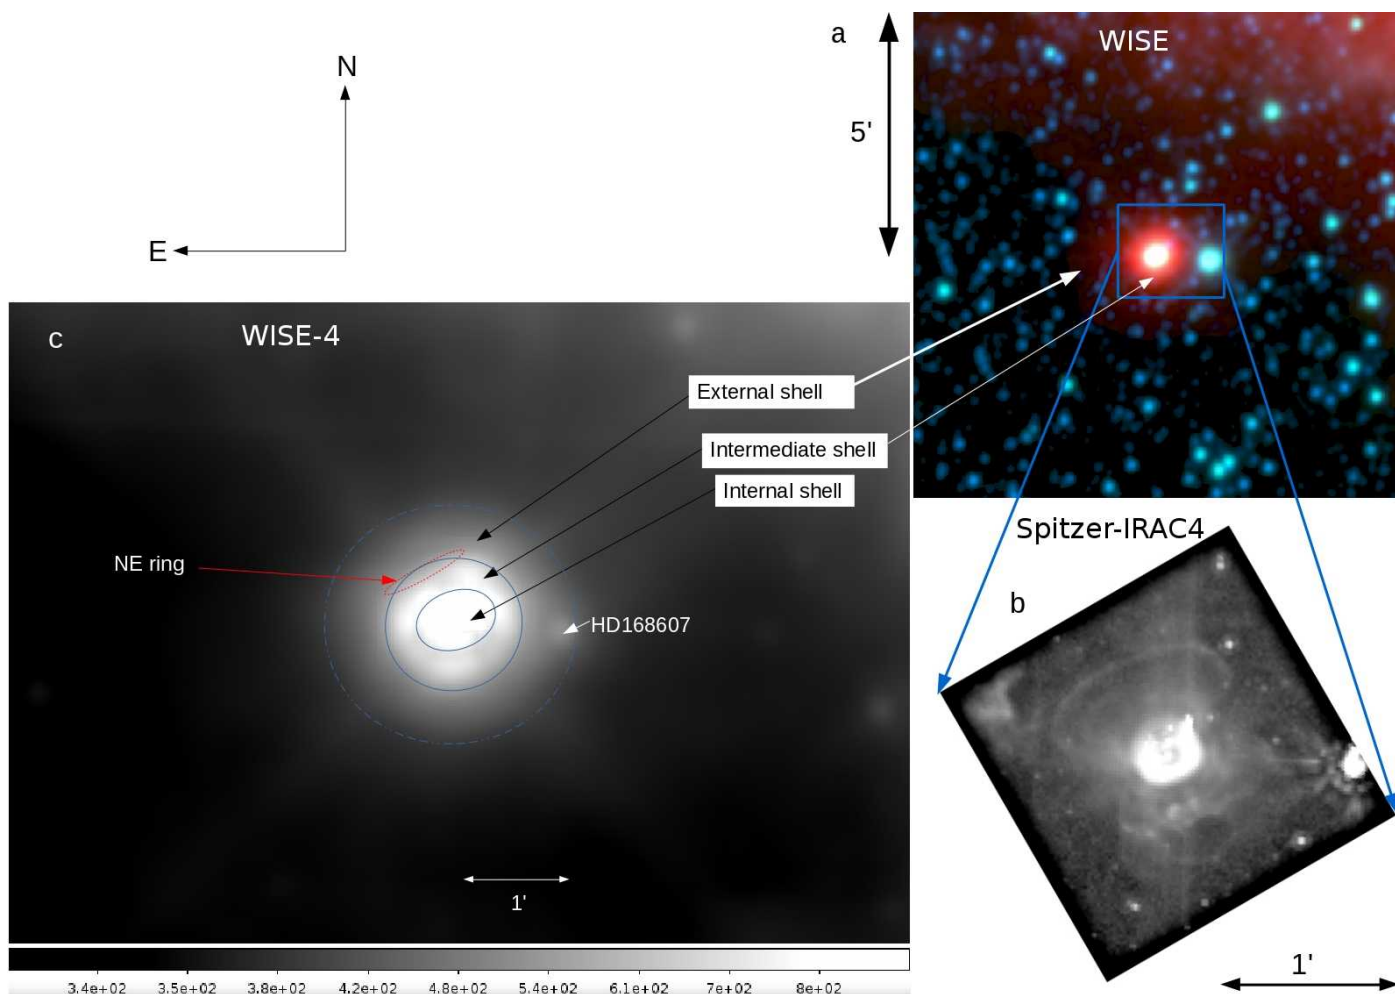 a
WISE
N
5'
E
c
WISE-4
External shell
Intermediate shell
Internal shell
Spitzer-IRAC4
NE ring
b
HD168607
1'
1'
3.4e+02 3.5e+02 3.8e+02 4.2e+02 4.8e+02 5.4e+02 6.1e+02 7e+02 8e+02